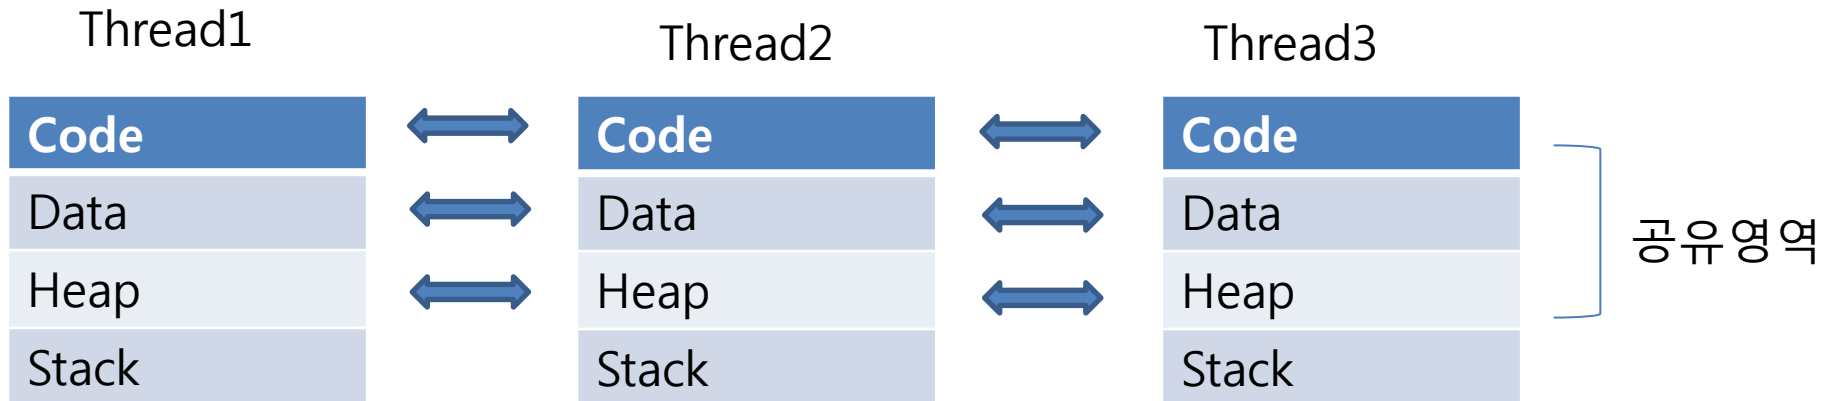 Thread1
Thread2
Thread3
Code
Code
Code
Data
Data
Data
Heap
Heap
Heap
Stack
Stack
Stack
공유영역